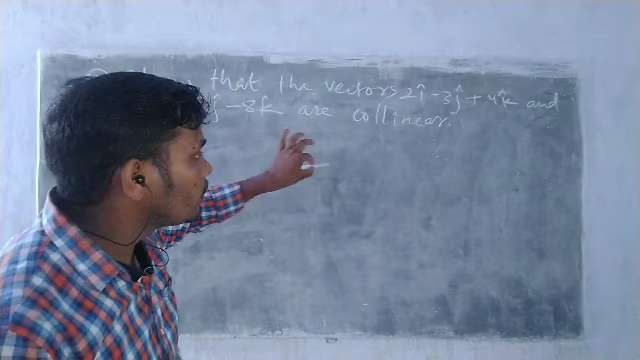 that the vectors 2î - 3ĵ + 4k̂ and
ĵ - 8k are collinear.